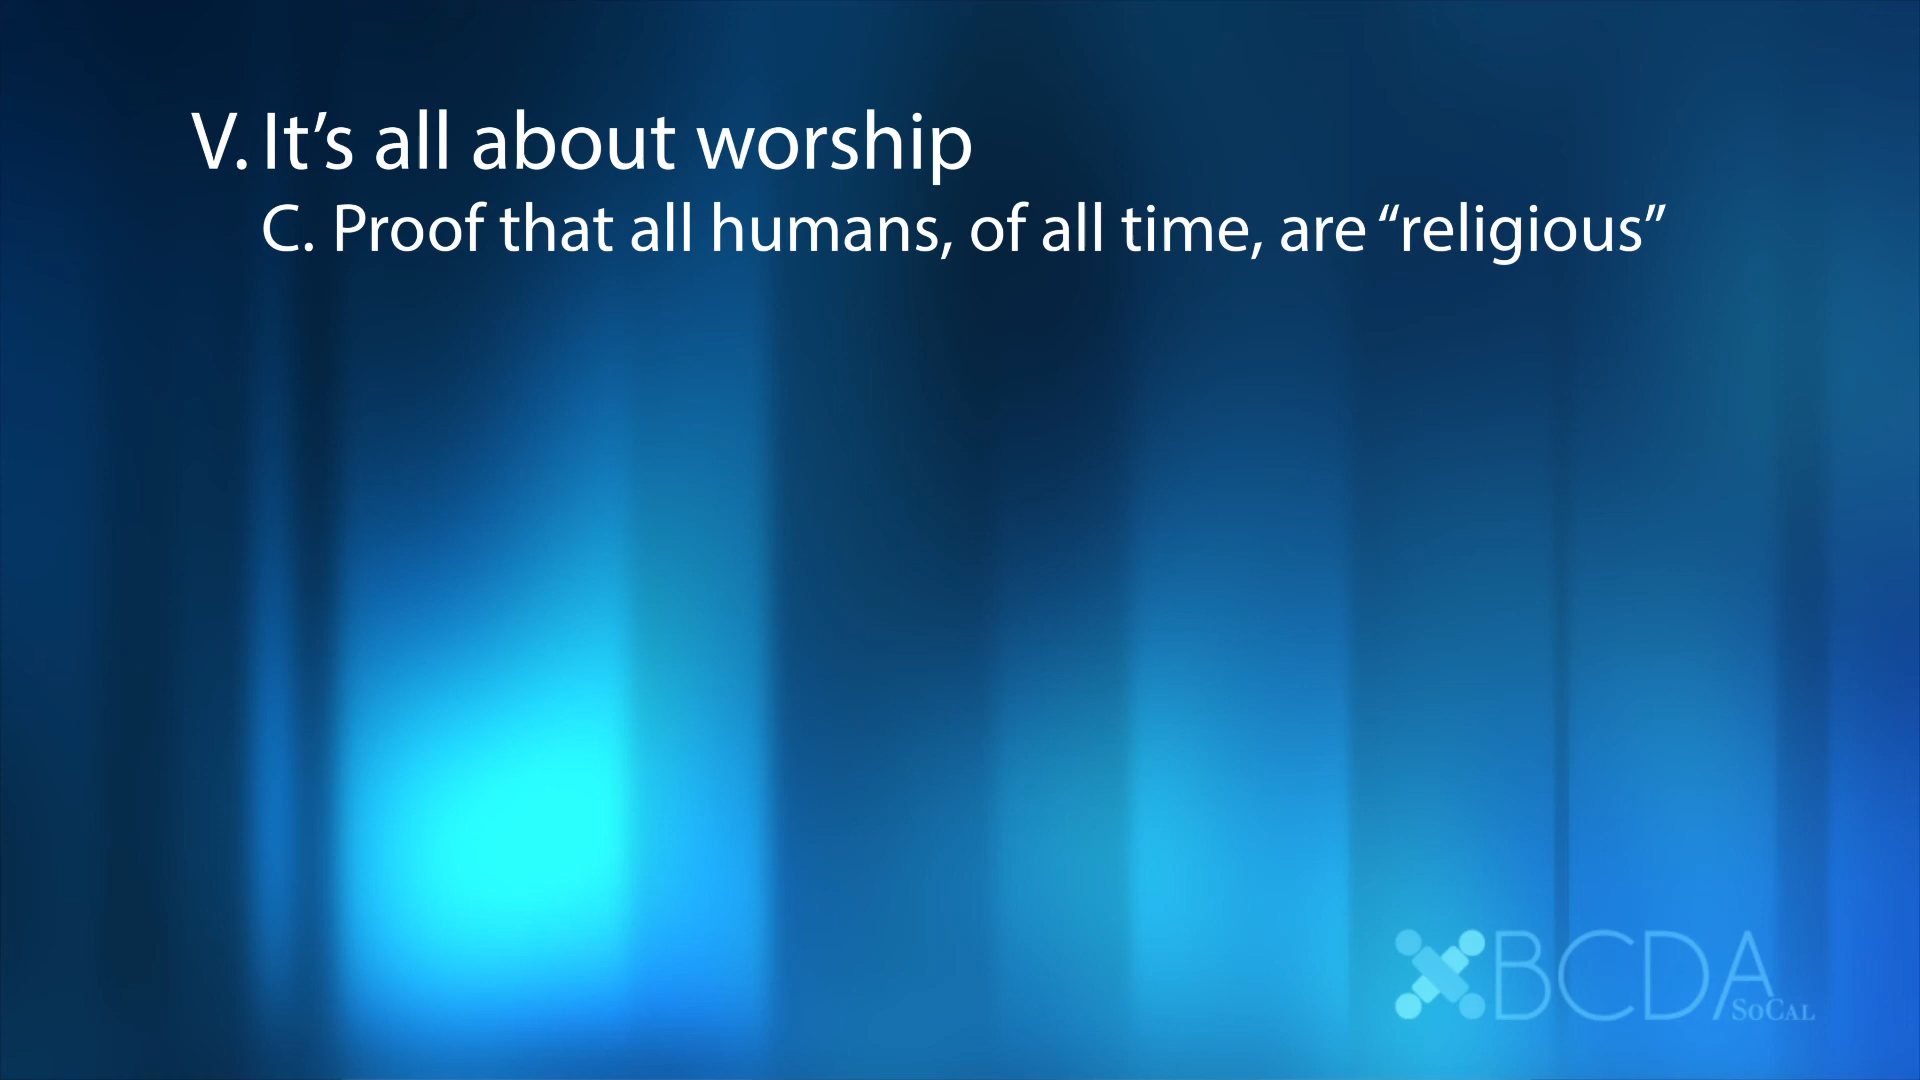 V. It’s all about worship
C. Proof that all humans, of all time, are “religious”
BCDA
SoCal